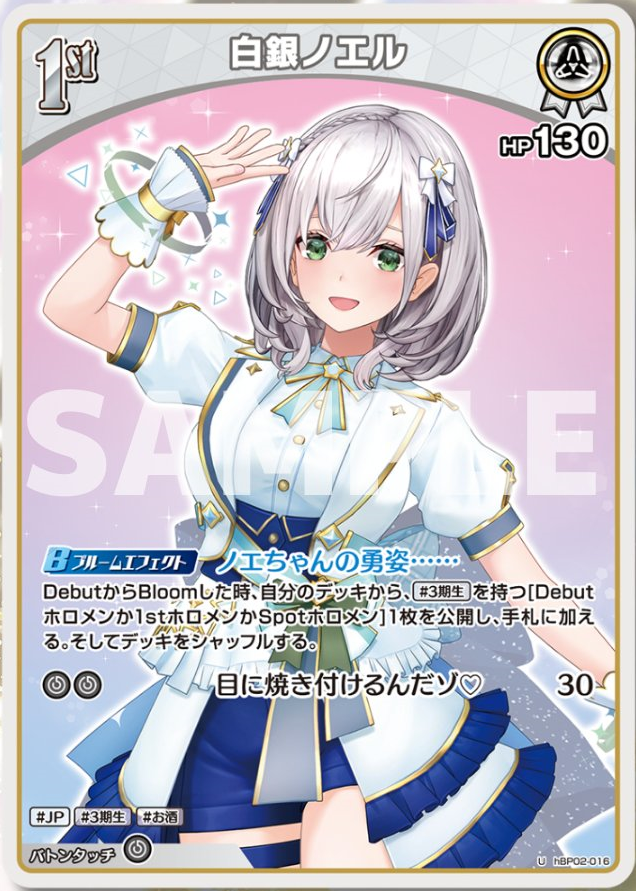 1st
白銀ノエル
HP130
SAMPLE
Bブルームエフェクト ノエちゃんの勇姿……
DebutからBloomした時、自分のデッキから、#3期生を持つ[Debut
ホロメンか1stホロメンかSpotホロメン]1枚を公開し、手札に加え
る。そしてデッキをシャッフルする。
目に焼き付けるんだゾ♡ 30
#JP #3期生 #お酒
バトンタッチ
U hBP02-016